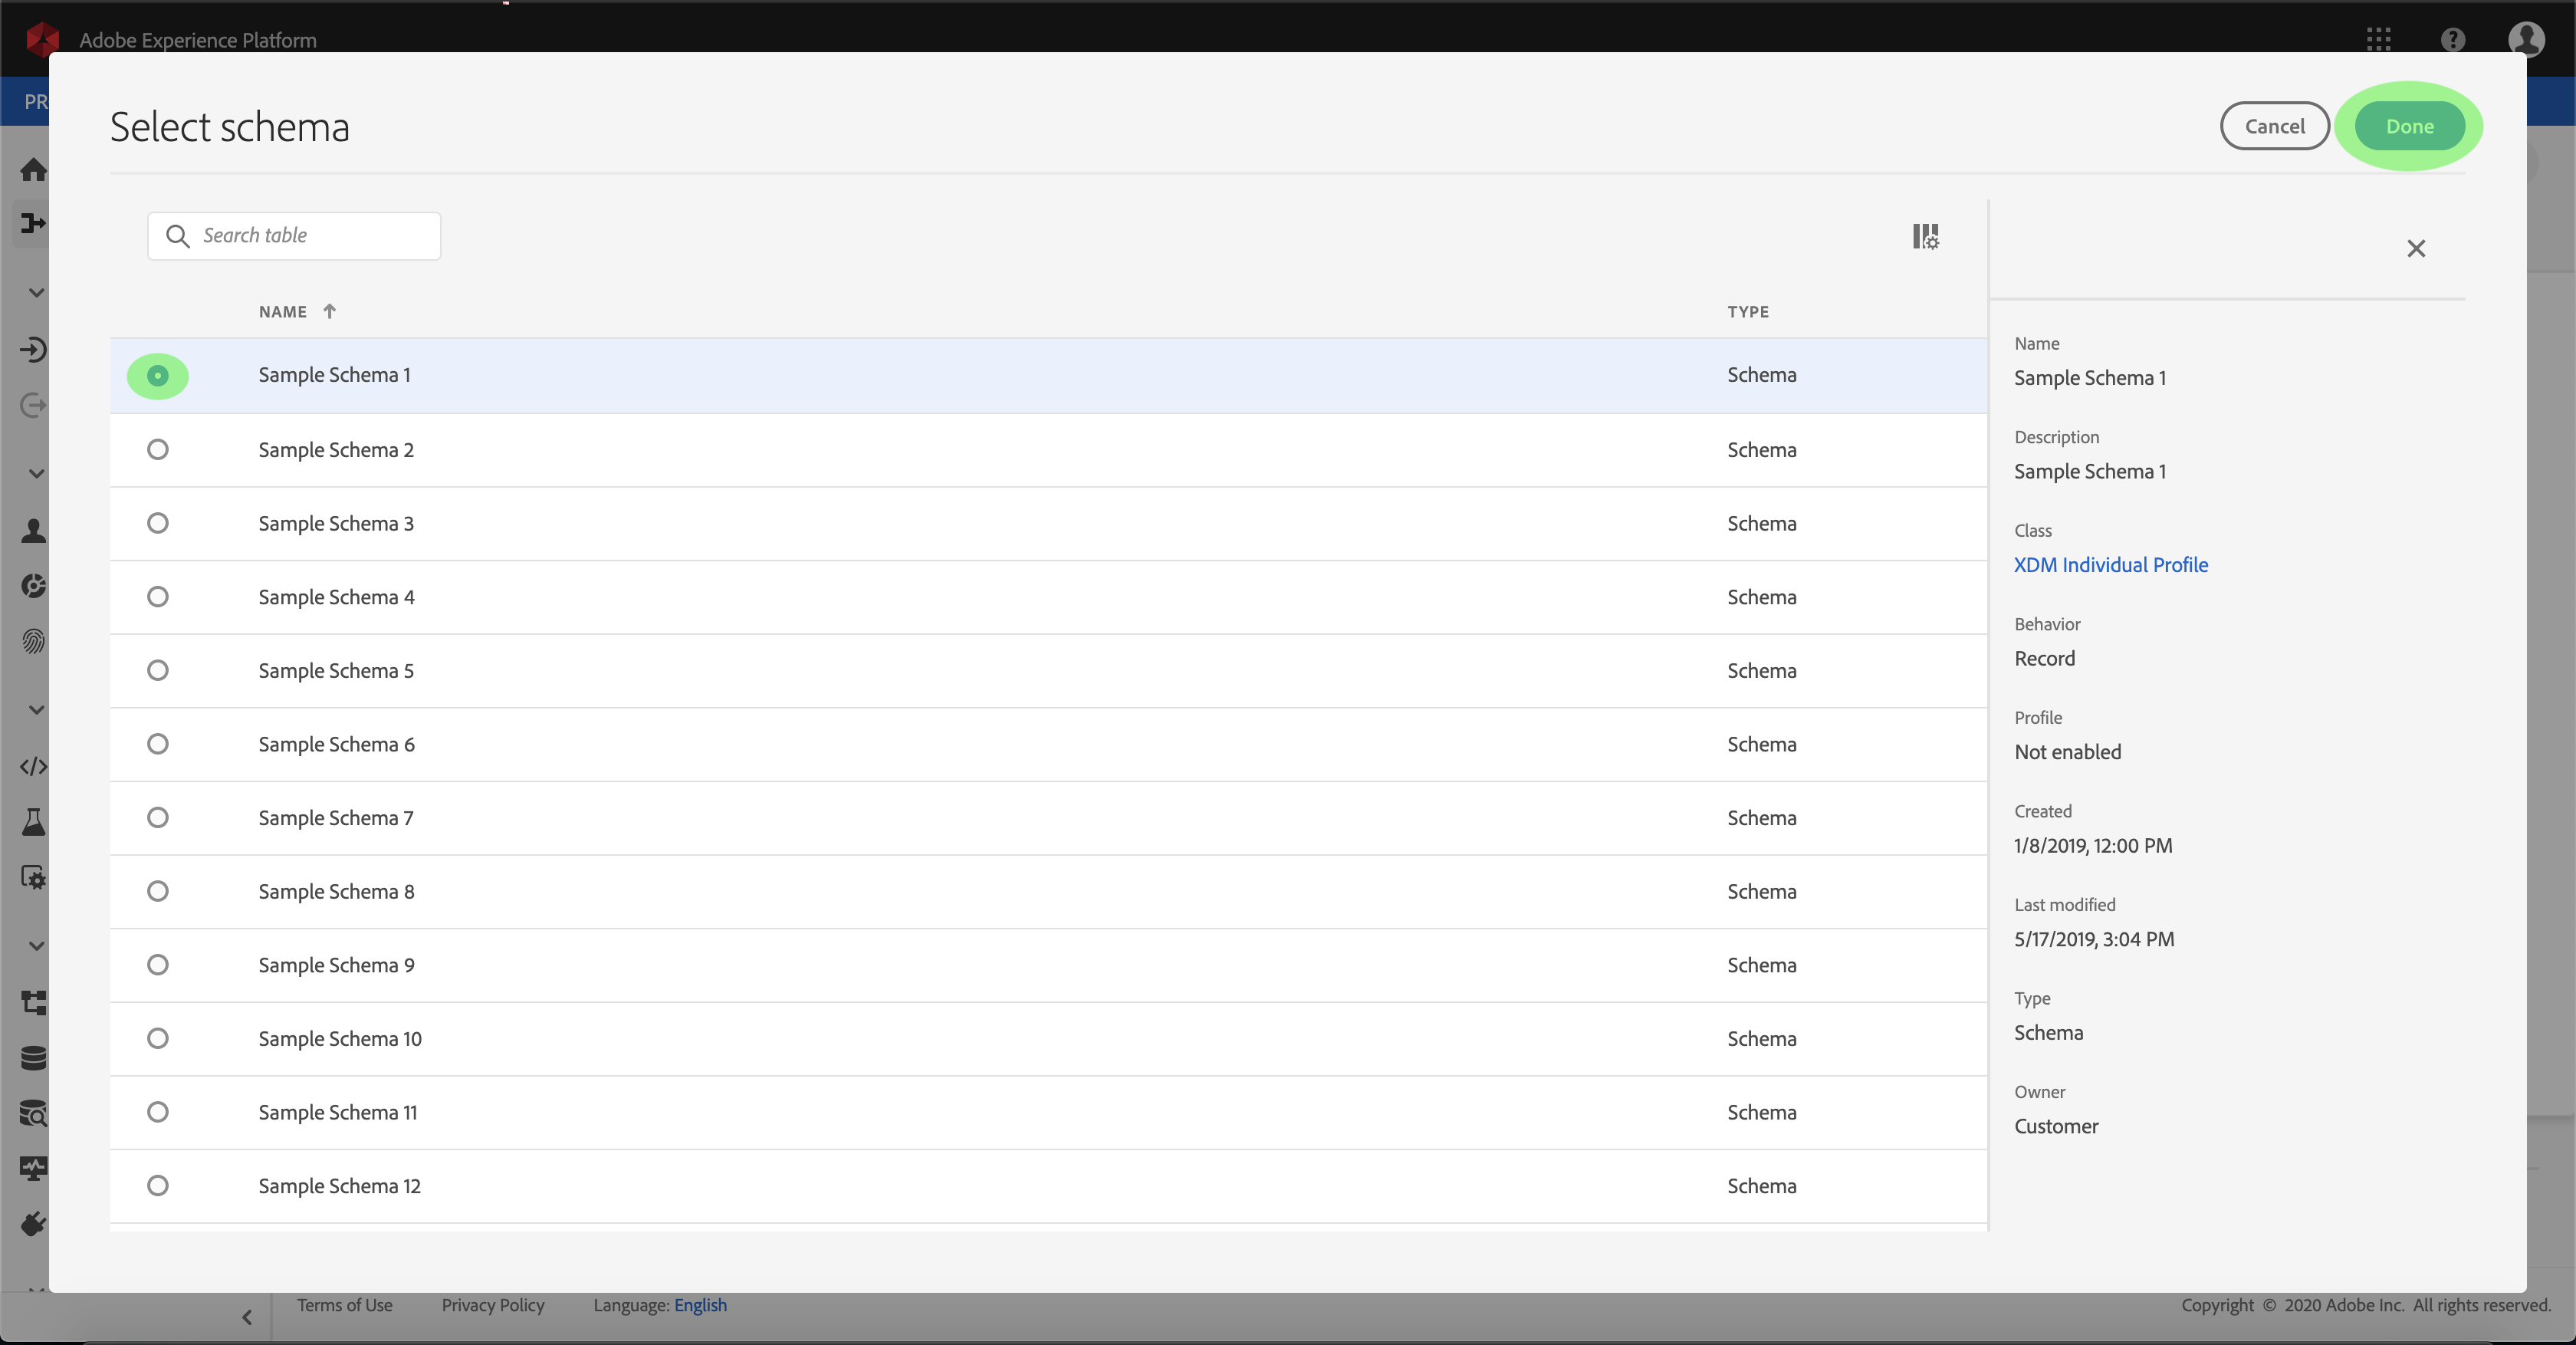 Adobe Experience Platform
PR
Select schema
Cancel
Done
Search table
NAME TYPE
Sample Schema 1 Schema
Sample Schema 2 Schema
Sample Schema 3 Schema
Sample Schema 4 Schema
Sample Schema 5 Schema
Sample Schema 6 Schema
Sample Schema 7 Schema
Sample Schema 8 Schema
Sample Schema 9 Schema
Sample Schema 10 Schema
Sample Schema 11 Schema
Sample Schema 12 Schema
Name
Sample Schema 1
Description
Sample Schema 1
Class
XDM Individual Profile
Behavior
Record
Profile
Not enabled
Created
1/8/2019, 12:00 PM
Last modified
5/17/2019, 3:04 PM
Type
Schema
Owner
Customer
Terms of Use Privacy Policy Language: English Copyright © 2020 Adobe Inc. All rights reserved.